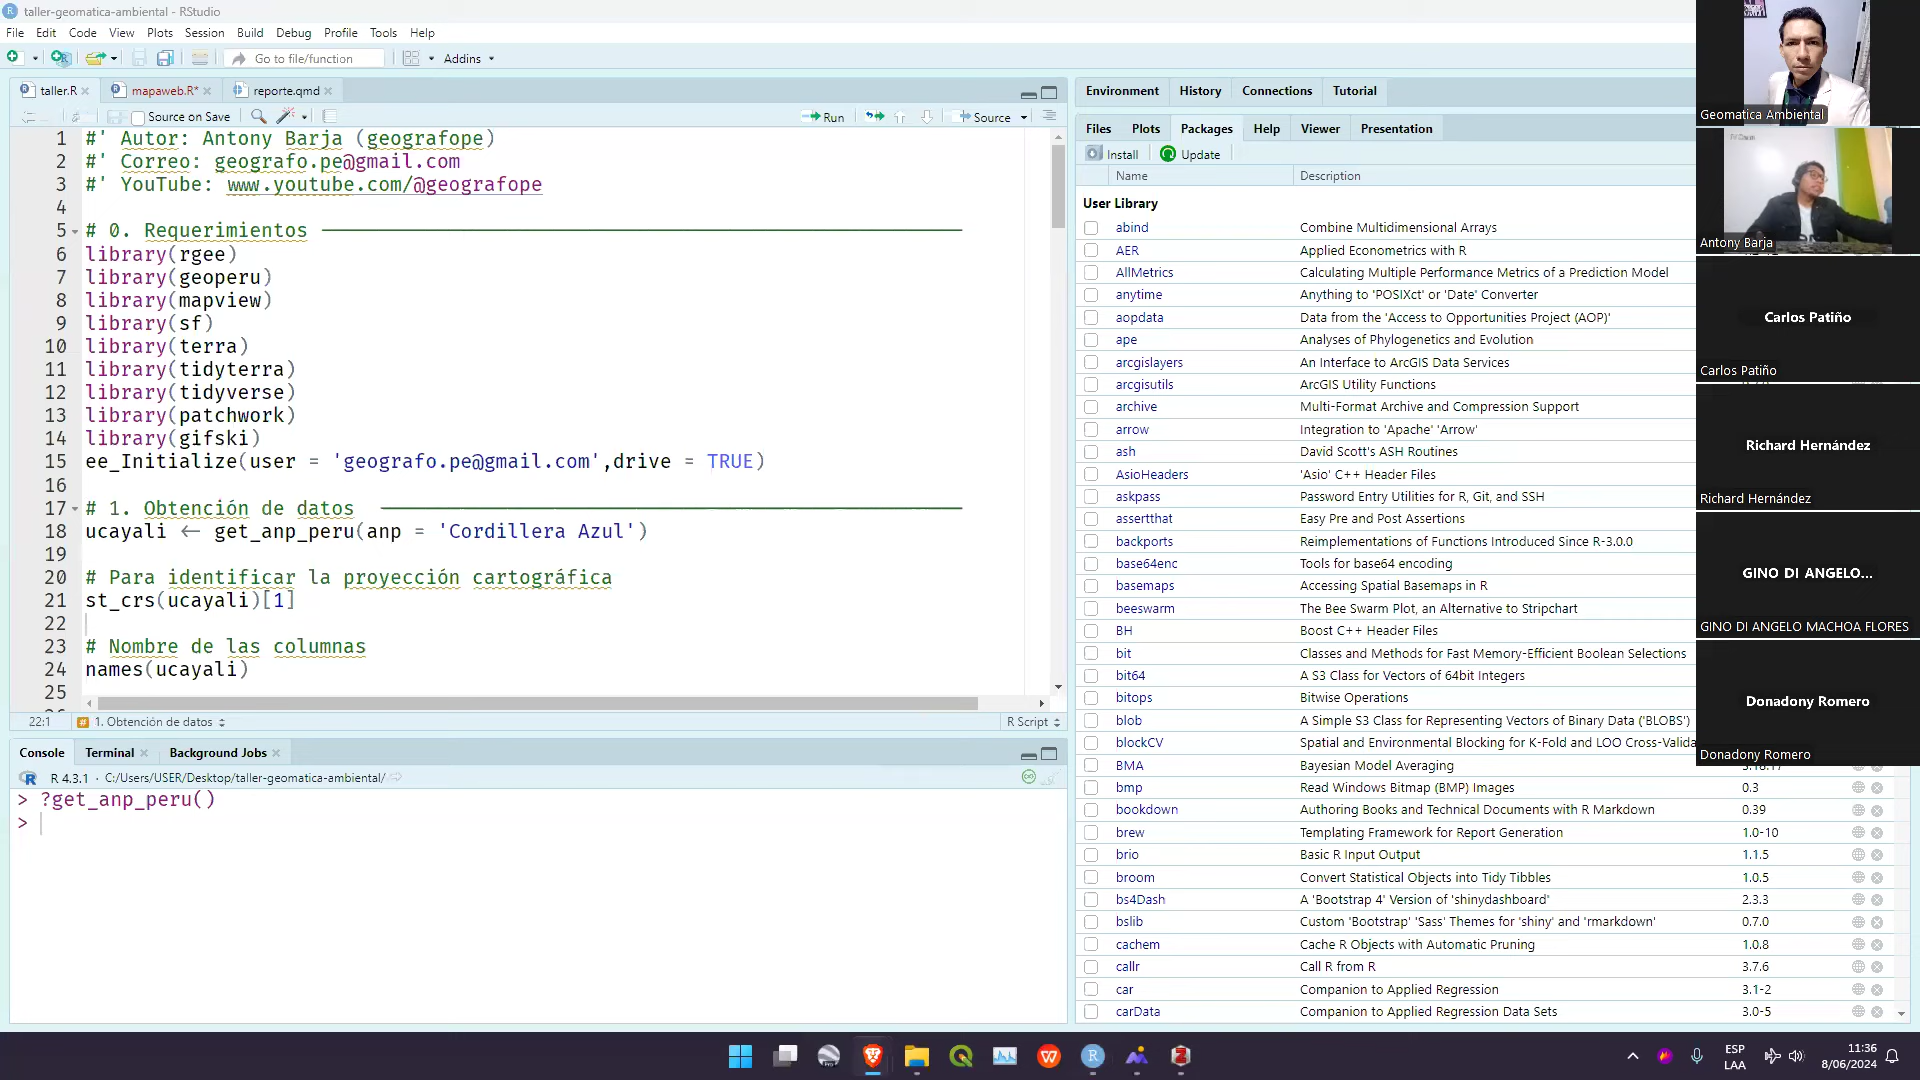 taller-geomatica-ambiental - RStudio
File Edit Code View Plots Session Build Debug Profile Tools Help
Go to file/function
Addins
taller.R
mapaweb.R*
reporte.qmd
Source on Save
Run
Source
1 #' Autor: Antony Barja (geografope)
2 #' Correo: geografo.pe@gmail.com
3 #' YouTube: www.youtube.com/@geografope
4
5 # 0. Requerimientos
6 library(rgee)
7 library(geoperu)
8 library(mapview)
9 library(sf)
10 library(terra)
11 library(tidyterra)
12 library(tidyverse)
13 library(patchwork)
14 library(gifski)
15 ee_Initialize(user = 'geografo.pe@gmail.com',drive = TRUE)
16
17 # 1. Obtención de datos
18 ucayali <- get_anp_peru(anp = 'Cordillera Azul')
19
20 # Para identificar la proyección cartográfica
21 st_crs(ucayali)[1]
22
23 # Nombre de las columnas
24 names(ucayali)
25
22:1
# 1. Obtención de datos
R Script
Console Terminal Background Jobs
R 4.3.1 · C:/Users/USER/Desktop/taller-geomatica-ambiental/
> ?get_anp_peru()
>
Environment History Connections Tutorial
Files Plots Packages Help Viewer Presentation
Install Update
Name Description
User Library
abind Combine Multidimensional Arrays
AER Applied Econometrics with R
AllMetrics Calculating Multiple Performance Metrics of a Prediction Model
anytime Anything to 'POSIXct' or 'Date' Converter
aopdata Data from the 'Access to Opportunities Project (AOP)'
ape Analyses of Phylogenetics and Evolution
arcgislayers An Interface to ArcGIS Data Services
arcgisutils ArcGIS Utility Functions
archive Multi-Format Archive and Compression Support
arrow Integration to 'Apache' 'Arrow'
ash David Scott's ASH Routines
AsioHeaders 'Asio' C++ Header Files
askpass Password Entry Utilities for R, Git, and SSH
assertthat Easy Pre and Post Assertions
backports Reimplementations of Functions Introduced Since R-3.0.0
base64enc Tools for base64 encoding
basemaps Accessing Spatial Basemaps in R
beeswarm The Bee Swarm Plot, an Alternative to Stripchart
BH Boost C++ Header Files
bit Classes and Methods for Fast Memory-Efficient Boolean Selections
bit64 A S3 Class for Vectors of 64bit Integers
bitops Bitwise Operations
blob A Simple S3 Class for Representing Vectors of Binary Data ('BLOBS')
blockCV Spatial and Environmental Blocking for K-Fold and LOO Cross-Valida
BMA Bayesian Model Averaging
bmp Read Windows Bitmap (BMP) Images 0.3
bookdown Authoring Books and Technical Documents with R Markdown 0.39
brew Templating Framework for Report Generation 1.0-10
brio Basic R Input Output 1.1.5
broom Convert Statistical Objects into Tidy Tibbles 1.0.5
bs4Dash A 'Bootstrap 4' Version of 'shinydashboard' 2.3.3
bslib Custom 'Bootstrap' 'Sass' Themes for 'shiny' and 'rmarkdown' 0.7.0
cachem Cache R Objects with Automatic Pruning 1.0.8
callr Call R from R 3.7.6
car Companion to Applied Regression 3.1-2
carData Companion to Applied Regression Data Sets 3.0-5
Geomatica Ambiental
Antony Barja
Carlos Patiño
Carlos Patiño
Richard Hernández
Richard Hernández
GINO DI ANGELO...
GINO DI ANGELO MACHOA FLORES
Donadony Romero
Donadony Romero
ESP
LAA
11:36
8/06/2024